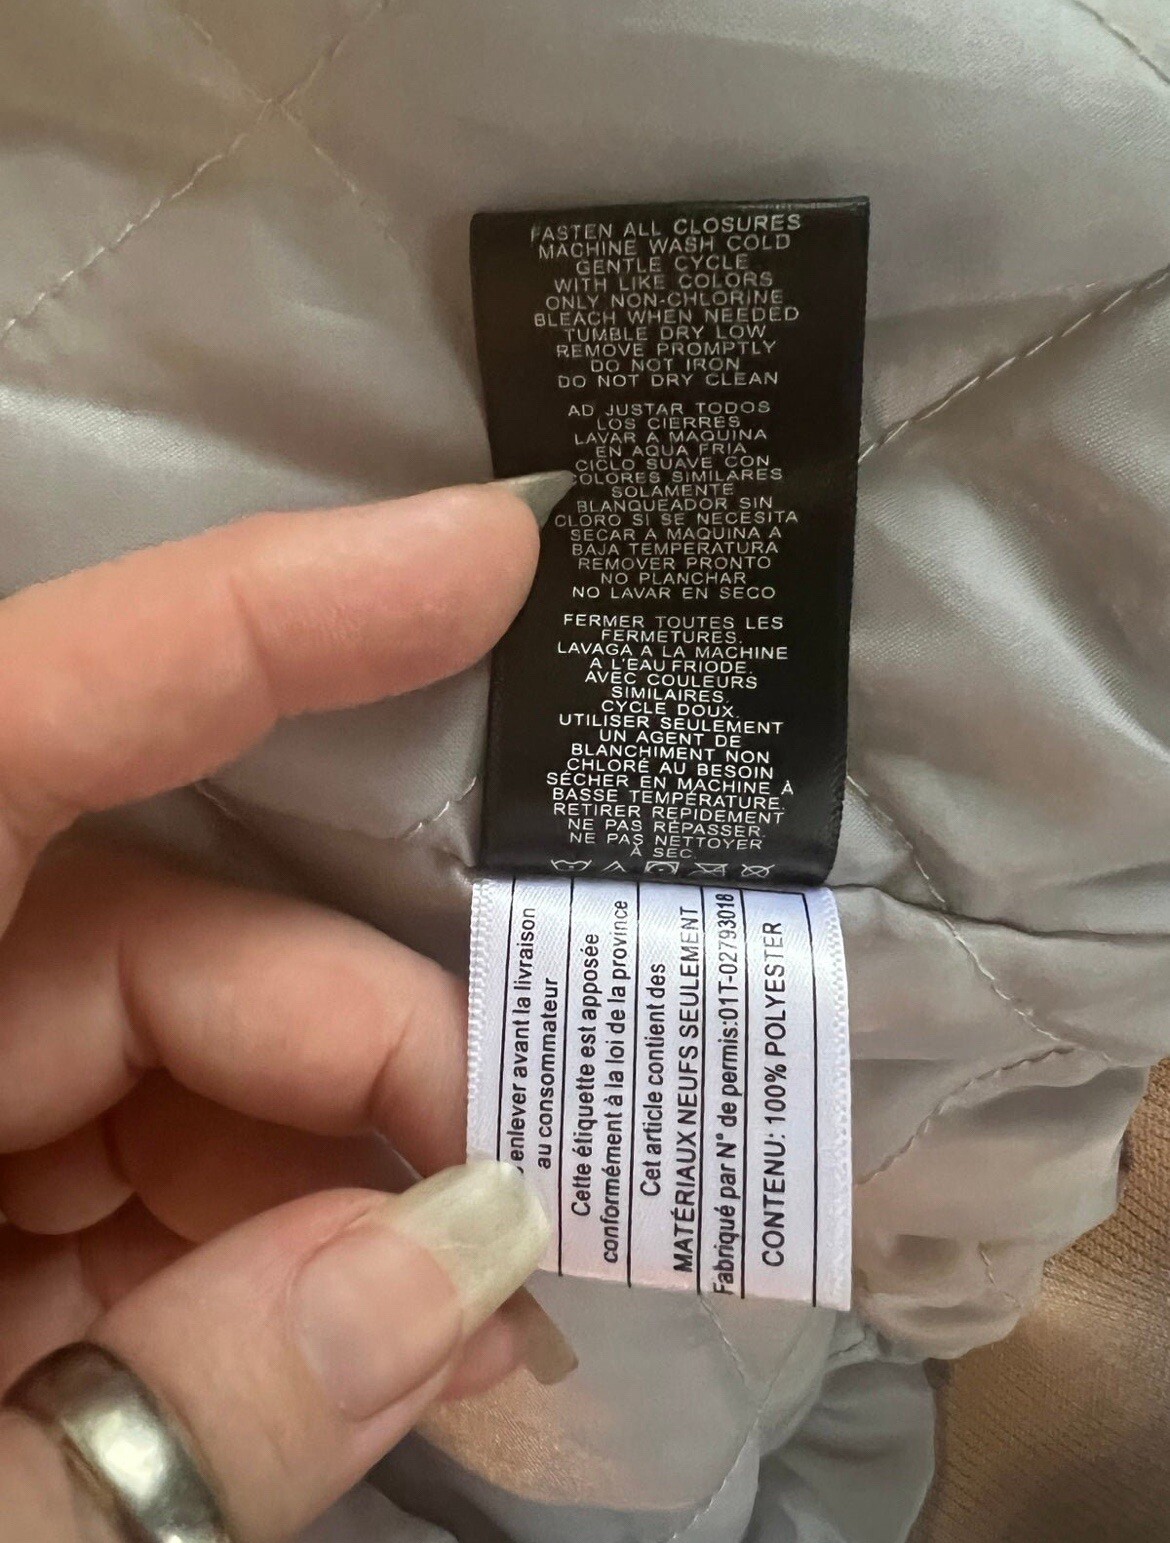 FASTEN ALL CLOSURES
MACHINE WASH COLD
GENTLE CYCLE
WITH LIKE COLORS
ONLY NON-CHLORINE
BLEACH WHEN NEEDED
TUMBLE DRY LOW
REMOVE PROMPTLY
DO NOT IRON
DO NOT DRY CLEAN
AD JUSTAR TODOS
LOS CIERRES
LAVAR A MAQUINA
EN AQUA FRIA
CICLO SUAVE CON
COLORES SIMILARES
SOLAMENTE
BLANQUEADOR SIN
CLORO SI SE NECESITA
SECAR A MAQUINA A
BAJA TEMPERATURA
REMOVER PRONTO
NO PLANCHAR
NO LAVAR EN SECO
FERMER TOUTES LES
FERMETURES.
LAVAGA A LA MACHINE
A L'EAU FRIODE.
AVEC COULEURS
SIMILAIRES.
CYCLE DOUX.
UTILISER SEULEMENT
UN AGENT DE
BLANCHIMENT NON
CHLORÉ AU BESOIN
SÉCHER EN MACHINE À
BASSE TEMPÉRATURE.
RETIRER REPIDEMENT
NE PAS REPASSER.
NE PAS NETTOYER
À SEC.
enlever avant la livraison
au consommateur
Cette étiquette est apposée
conformément à la loi de la province
Cet article contient des
MATÉRIAUX NEUFS SEULEMENT
Fabriqué par N° de permis:01T-02793018
CONTENU: 100% POLYESTER